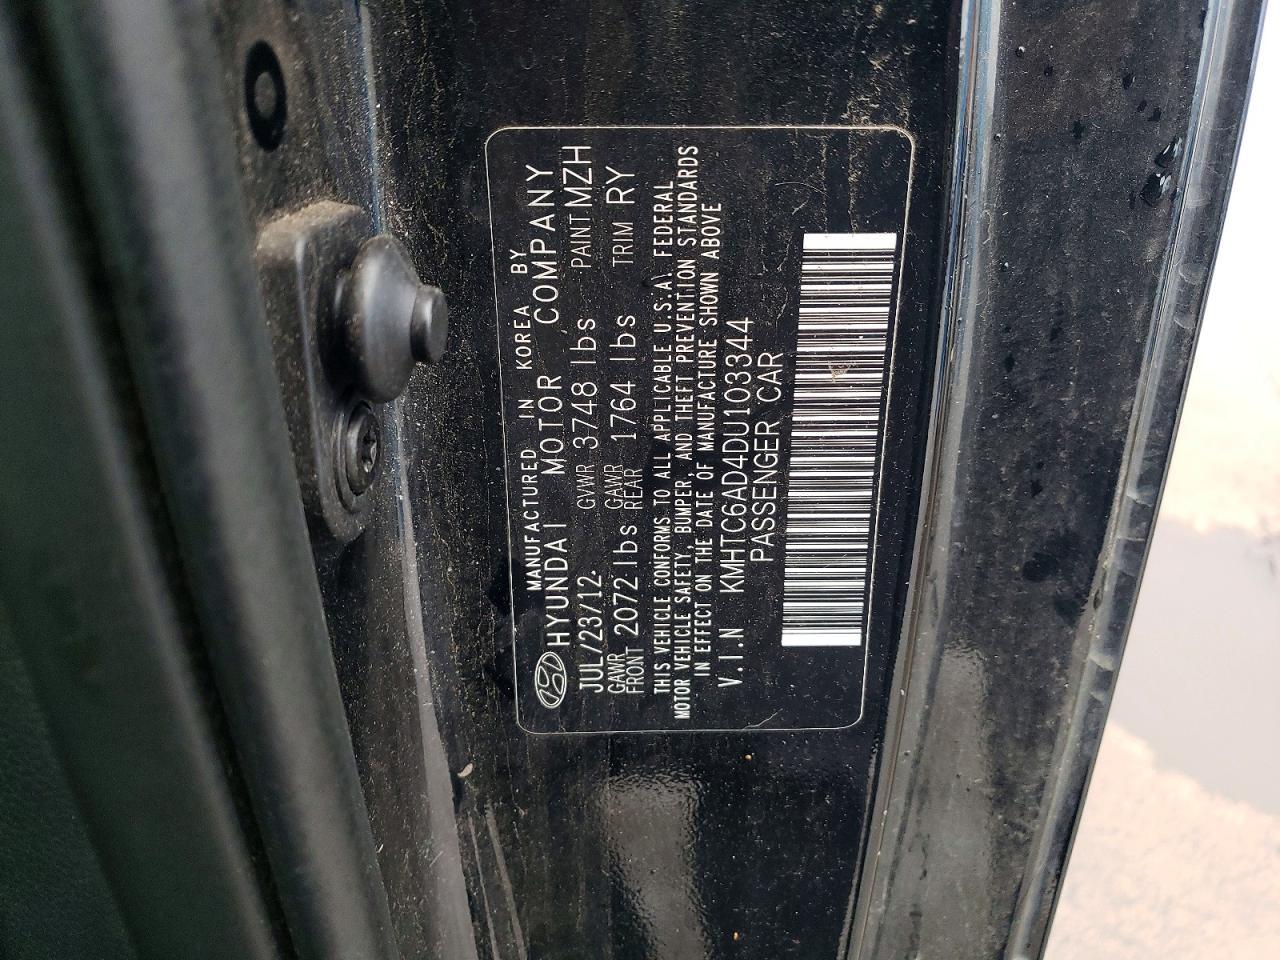 MANUFACTURED IN KOREA BY
HYUNDAI MOTOR COMPANY
JUL/23/12. GVWR 3748 lbs PAINT.MZH
GAWR FRONT 2072 lbs GAWR REAR 1764 lbs TRIM RY
THIS VEHICLE CONFORMS TO ALL APPLICABLE U.S.A. FEDERAL
MOTOR VEHICLE SAFETY, BUMPER, AND THEFT PREVENTION STANDARDS
IN EFFECT ON THE DATE OF MANUFACTURE SHOWN ABOVE
V.I.N KMHTC6AD4DU103344
PASSENGER CAR